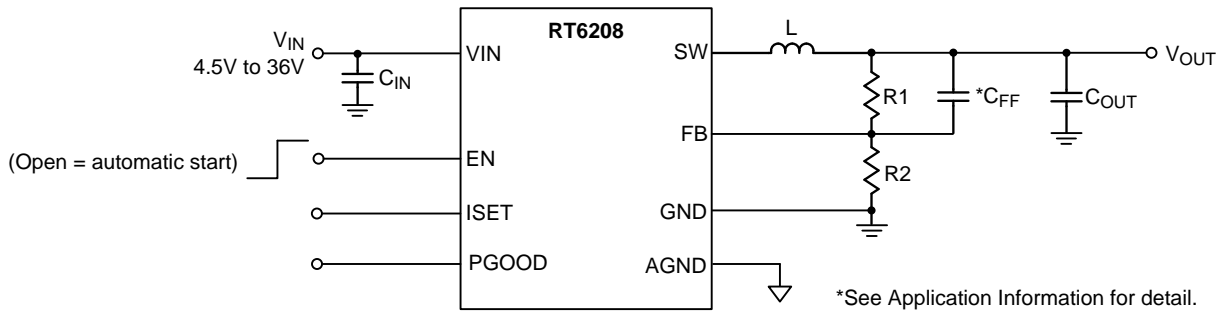 RT6208
VIN
4.5V to 36V
CIN
VIN
(Open = automatic start)
EN
ISET
PGOOD
SW
FB
GND
AGND
L
R1
*CFF
COUT
VOUT
R2
*See Application Information for detail.